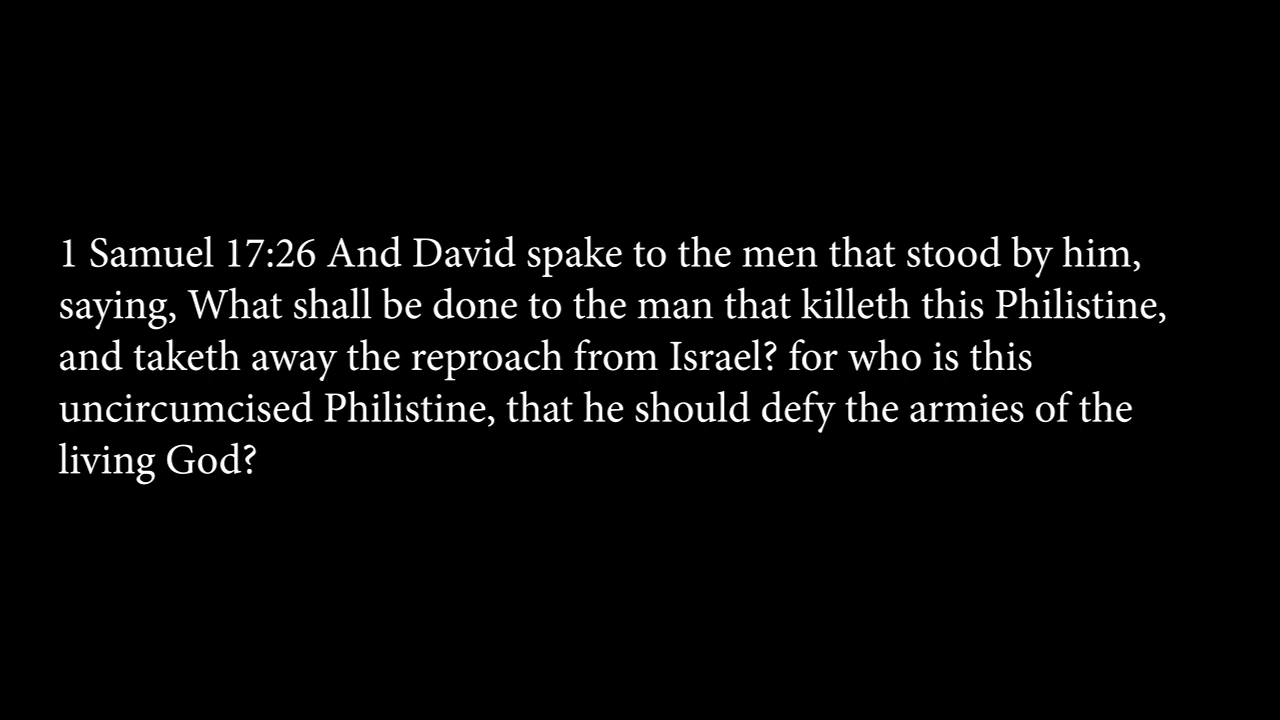 1 Samuel 17:26 And David spake to the men that stood by him,
saying, What shall be done to the man that killeth this Philistine,
and taketh away the reproach from Israel? for who is this
uncircumcised Philistine, that he should defy the armies of the
living God?